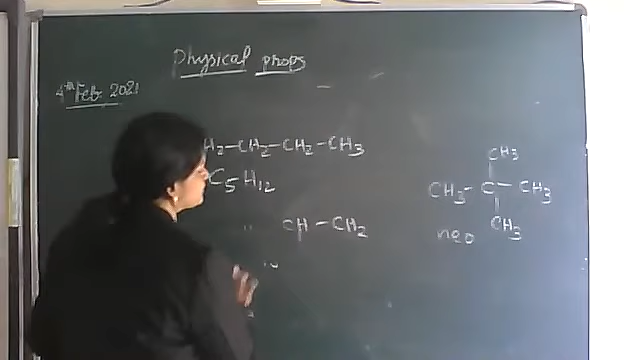 Physical props
4th Feb 2021
H2-CH2-CH2-CH3
C5H12
CH-CH2
CH3
CH3-C-CH3
CH3
neo